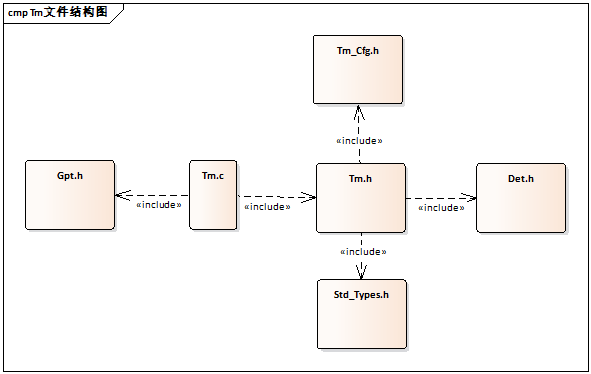 cmp Tm文件结构图
Tm_Cfg.h
«include»
Gpt.h
Tm.c
Tm.h
Det.h
«include»
«include»
«include»
«include»
Std_Types.h